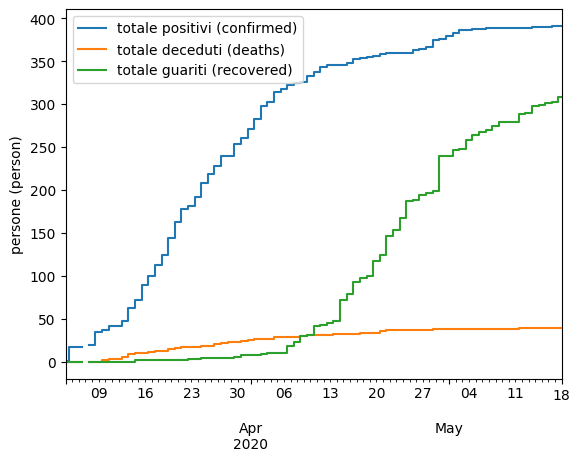 totale positivi (confirmed)
totale deceduti (deaths)
totale guariti (recovered)
persone (person)
400
350
300
250
200
150
100
50
0
09 16 23 30 06 13 20 27 04 11 18
Apr May
2020